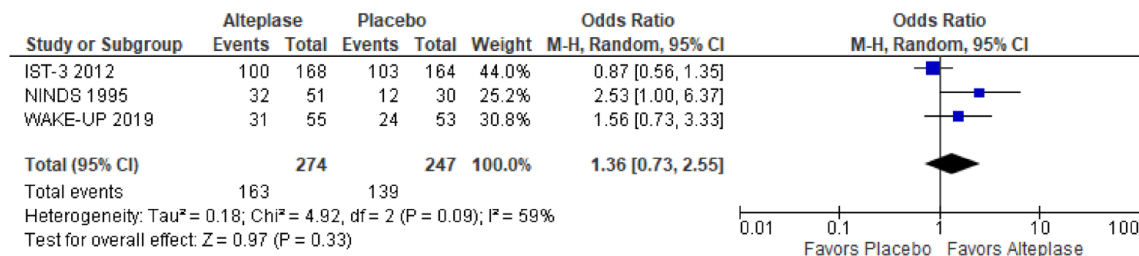 Alteplase Placebo Odds Ratio Odds Ratio
Study or Subgroup Events Total Events Total Weight M-H, Random, 95% CI M-H, Random, 95% CI
IST-3 2012 100 168 103 164 44.0% 0.87 [0.56, 1.35]
NINDS 1995 32 51 12 30 25.2% 2.53 [1.00, 6.37]
WAKE-UP 2019 31 55 24 53 30.8% 1.56 [0.73, 3.33]
Total (95% CI) 274 247 100.0% 1.36 [0.73, 2.55]
Total events 163 139
Heterogeneity: Tau² = 0.18; Chi² = 4.92, df = 2 (P = 0.09); I² = 59%
Test for overall effect: Z = 0.97 (P = 0.33)
0.01 0.1 1 10 100
Favors Placebo Favors Alteplase